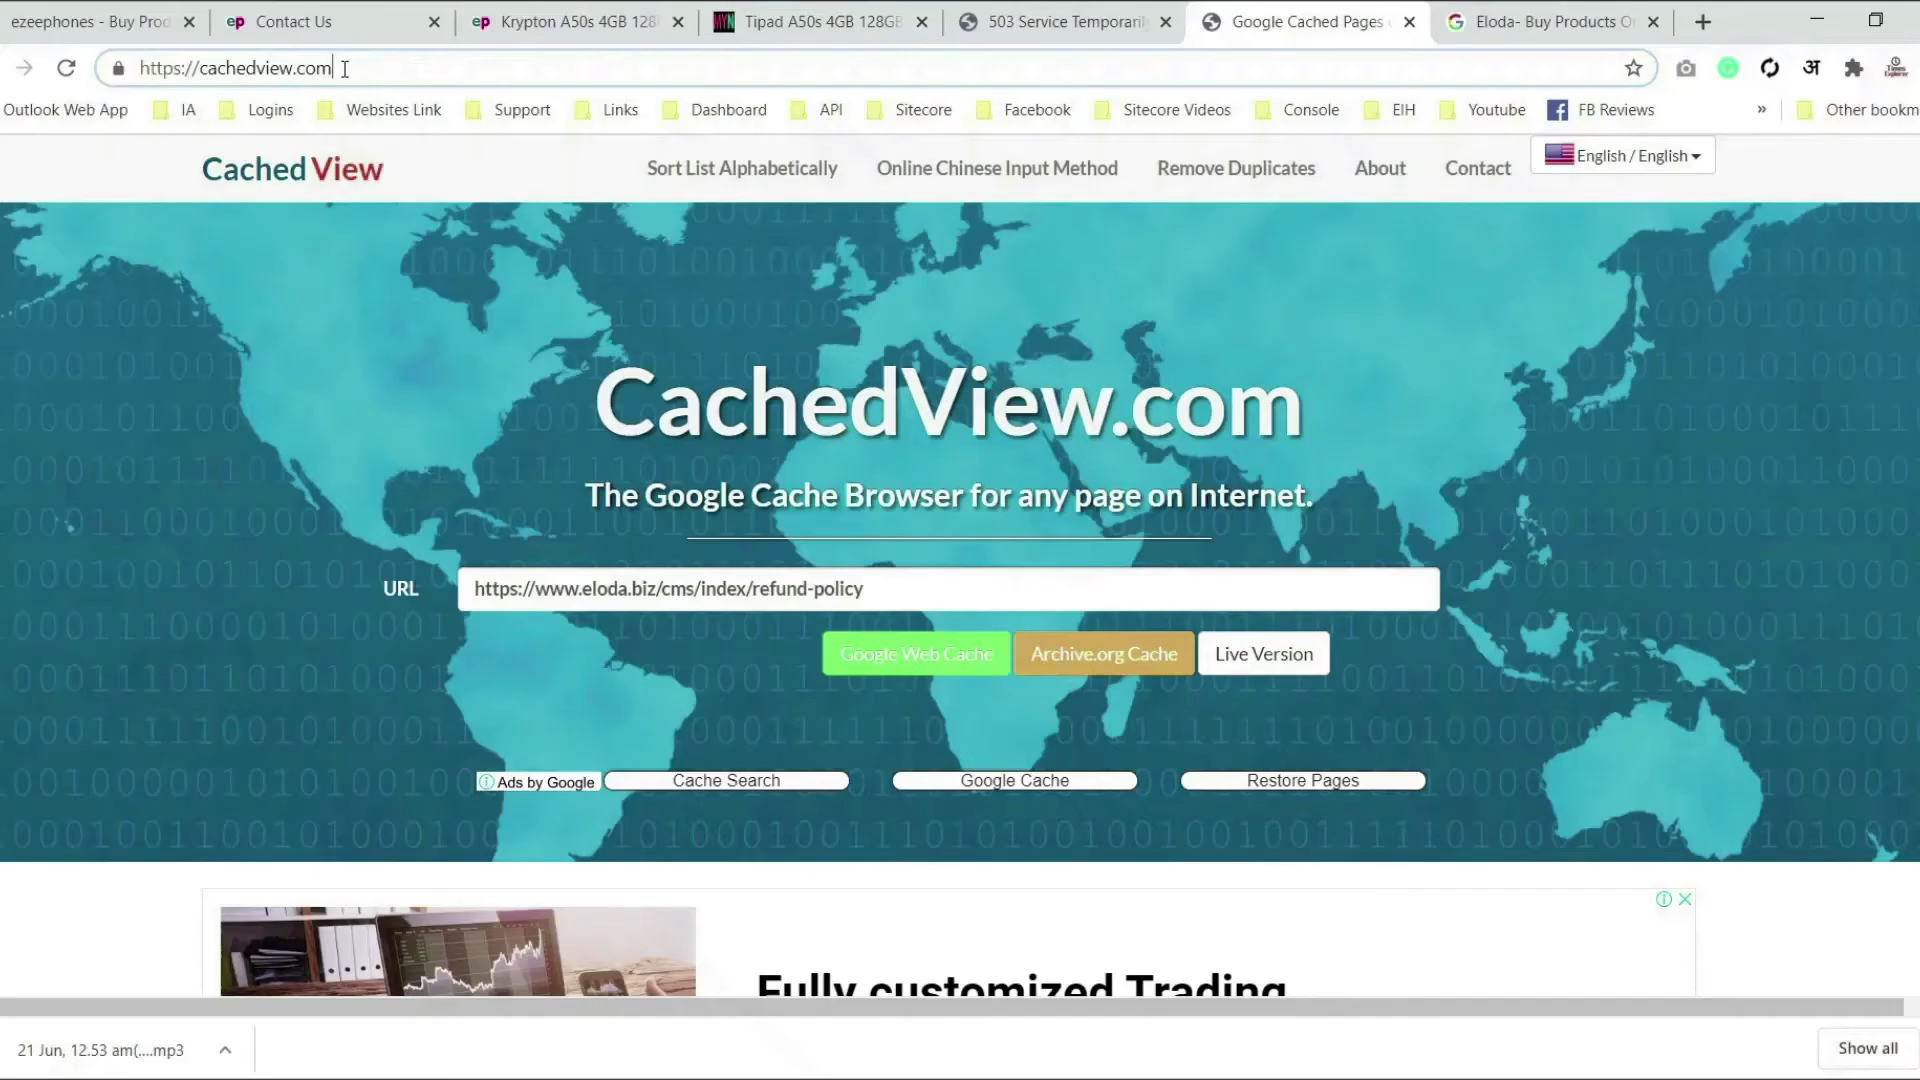 ezeephones - Buy Prod
Contact Us
Krypton A50s 4GB 128
Tipad A50s 4GB 128GB
503 Service Temporaril
Google Cached Pages
Eloda- Buy Products O
https://cachedview.com
Outlook Web App
IA
Logins
Websites Link
Support
Links
Dashboard
API
Sitecore
Facebook
Sitecore Videos
Console
EIH
Youtube
FB Reviews
»
Other bookm
Cached View
Sort List Alphabetically
Online Chinese Input Method
Remove Duplicates
About
Contact
English / English
CachedView.com
The Google Cache Browser for any page on Internet.
URL
https://www.eloda.biz/cms/index/refund-policy
Google Web Cache
Archive.org Cache
Live Version
Ads by Google
Cache Search
Google Cache
Restore Pages
Fully customized Trading
21 Jun, 12.53 am(....mp3
Show all